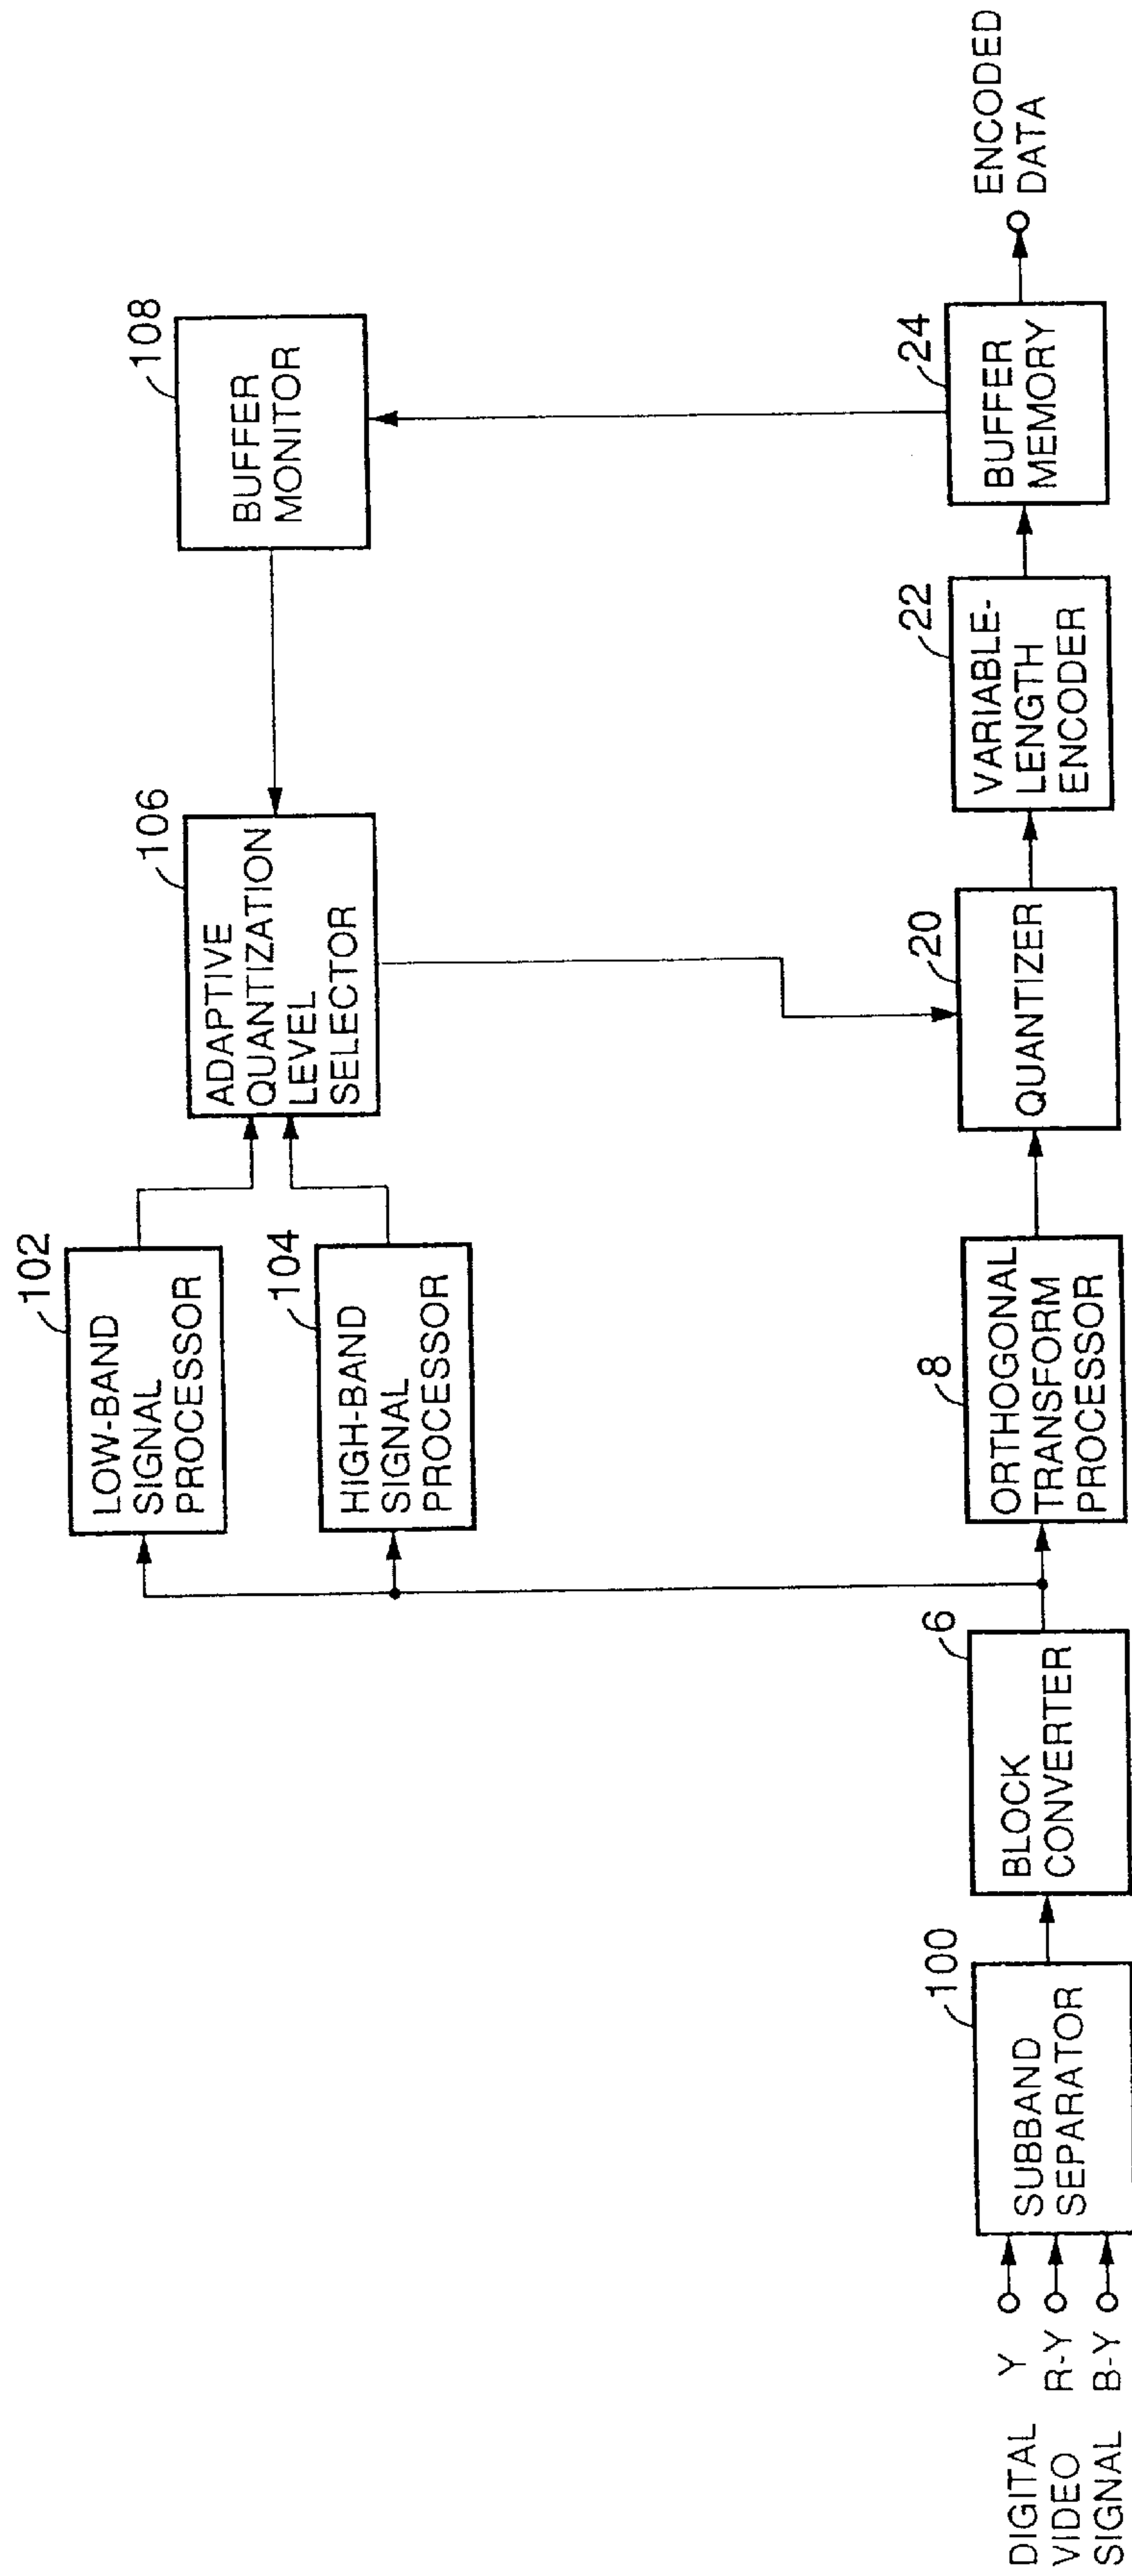 102
LOW-BAND
SIGNAL
PROCESSOR
104
HIGH-BAND
SIGNAL
PROCESSOR
106
ADAPTIVE
QUANTIZATION
LEVEL
SELECTOR
108
BUFFER
MONITOR
DIGITAL
VIDEO
SIGNAL
Y
R-Y
B-Y
100
SUBBAND
SEPARATOR
6
BLOCK
CONVERTER
8
ORTHOGONAL
TRANSFORM
PROCESSOR
20
QUANTIZER
22
VARIABLE-
LENGTH
ENCODER
24
BUFFER
MEMORY
ENCODED
DATA